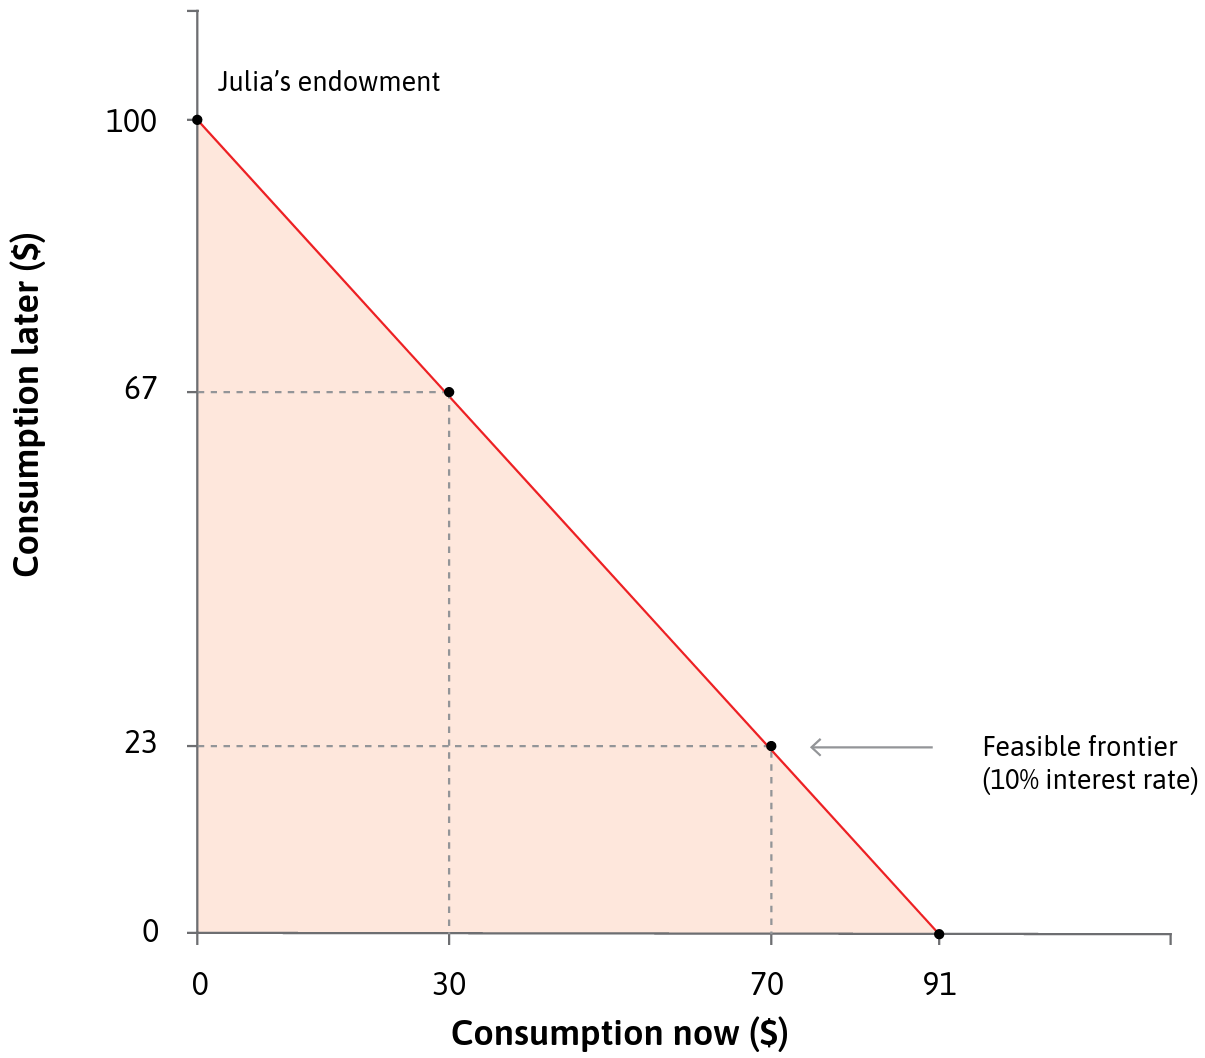 Julia’s endowment
100
67
23
0
Consumption later ($)
Feasible frontier
(10% interest rate)
0 30 70 91
Consumption now ($)